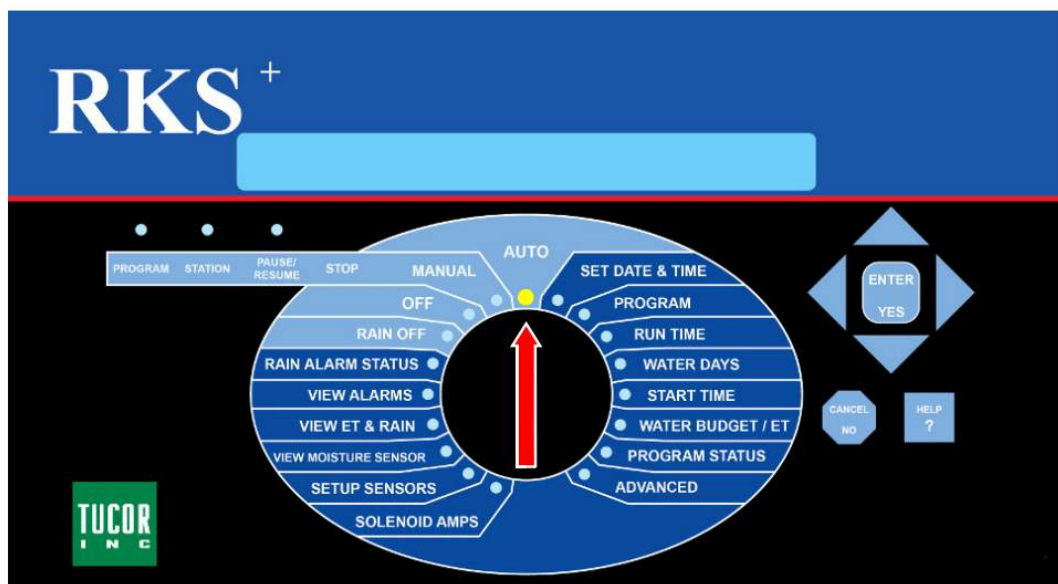 RKS +
PROGRAM
STATION
PAUSE/
RESUME
STOP
MANUAL
AUTO
OFF
RAIN OFF
RAIN ALARM STATUS
VIEW ALARMS
VIEW ET & RAIN
VIEW MOISTURE SENSOR
SETUP SENSORS
SOLENOID AMPS
SET DATE & TIME
PROGRAM
RUN TIME
WATER DAYS
START TIME
WATER BUDGET / ET
PROGRAM STATUS
ADVANCED
ENTER
YES
CANCEL
NO
HELP
?
TUCOR
INC